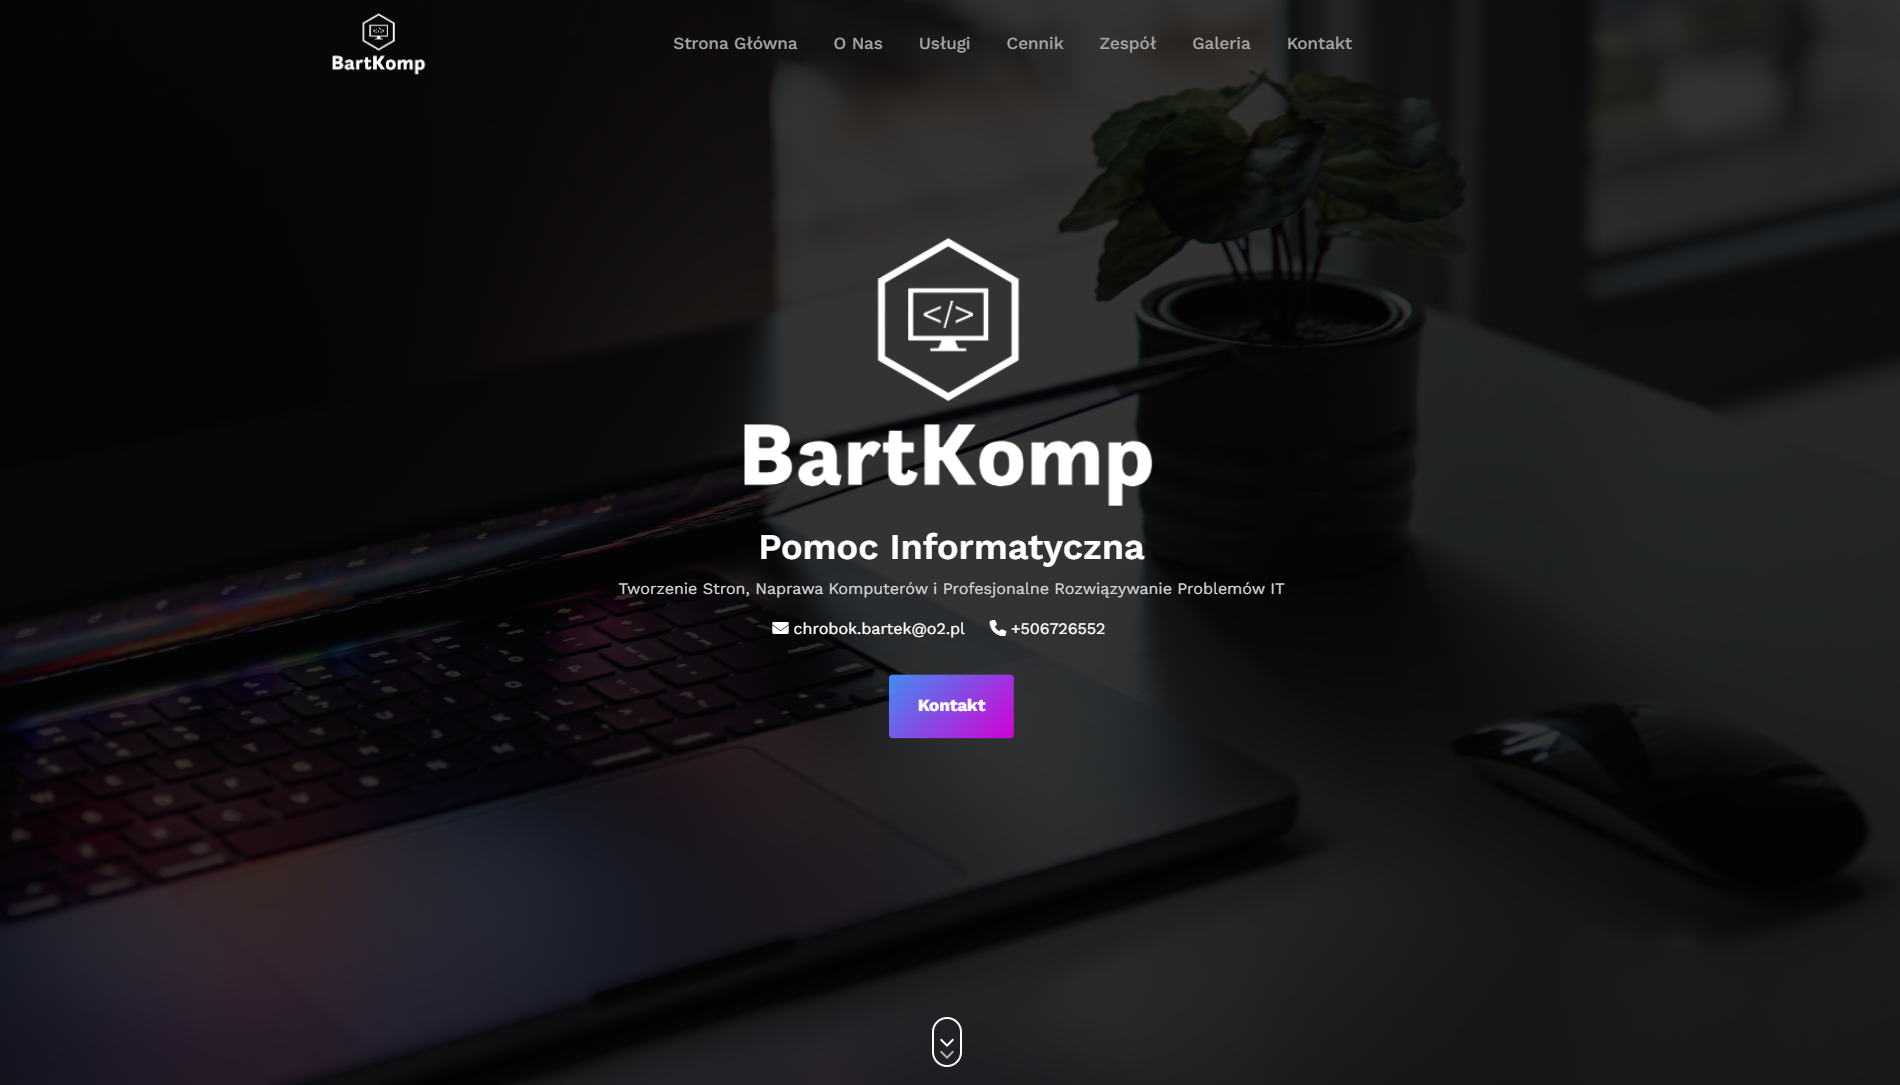 BartKomp
Strona Główna O Nas Usługi Cennik Zespół Galeria Kontakt
</>
BartKomp
Pomoc Informatyczna
Tworzenie Stron, Naprawa Komputerów i Profesjonalne Rozwiązywanie Problemów IT
chrobok.bartek@o2.pl +506726552
Kontakt